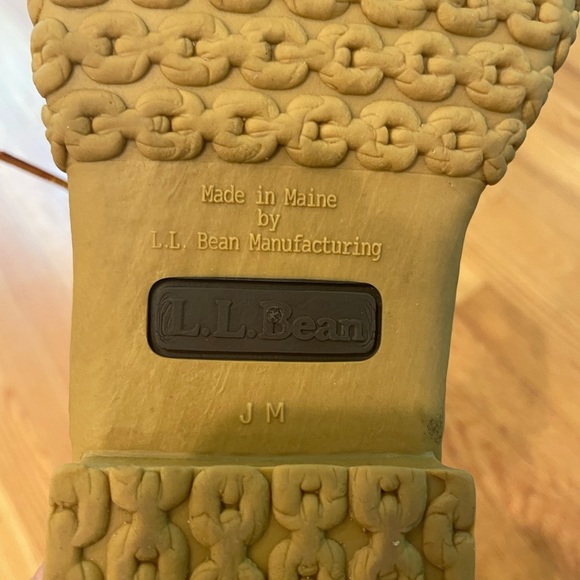 Made in Maine
by
L.L. Bean Manufacturing
L.L.Bean
J M